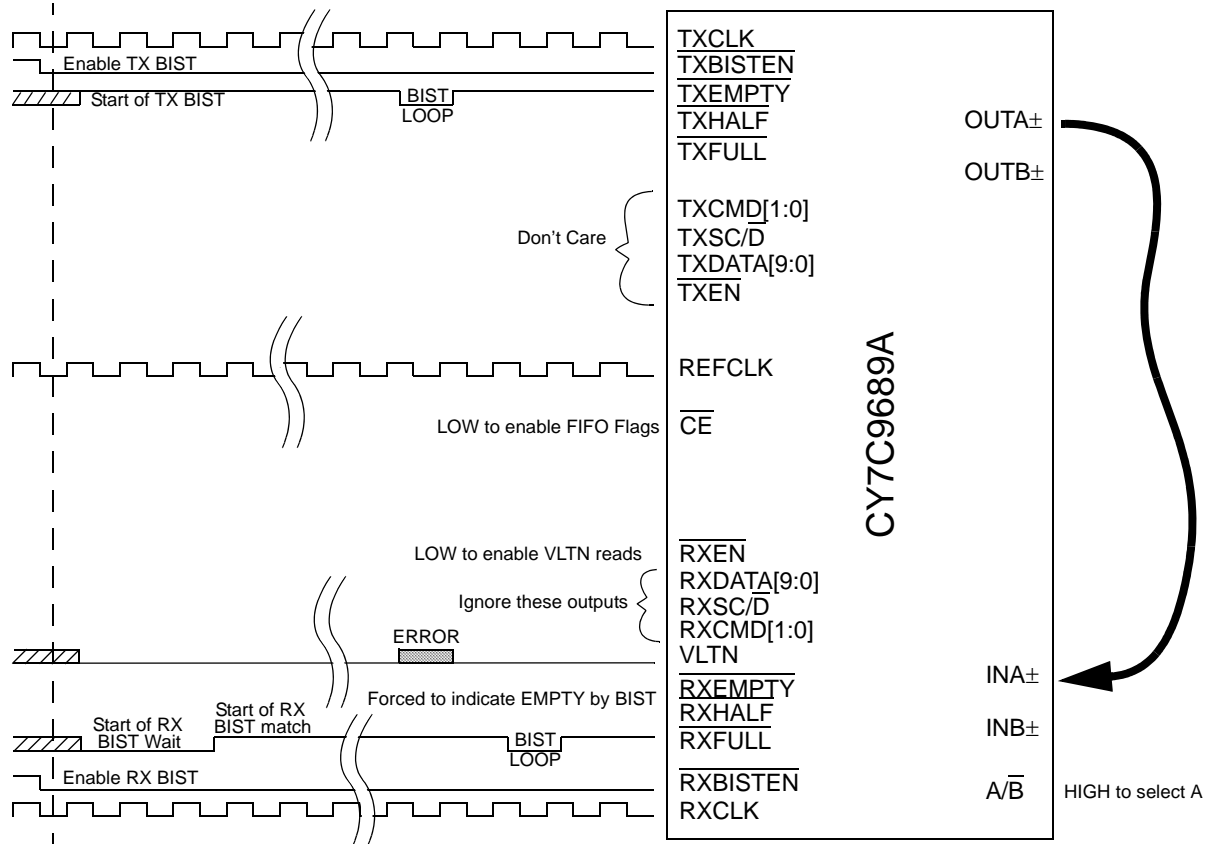 TXCLK
Enable TX BIST
TXBISTEN
Start of TX BIST
BIST
LOOP
TXEMPTY
TXHALF
TXFULL
OUTA±
OUTB±
Don't Care
TXCMD[1:0]
TXSC/D
TXDATA[9:0]
TXEN
REFCLK
LOW to enable FIFO Flags
CE
CY7C9689A
LOW to enable VLTN reads
RXEN
Ignore these outputs
RXDATA[9:0]
RXSC/D
RXCMD[1:0]
ERROR
VLTN
INA±
Forced to indicate EMPTY by BIST
RXEMPTY
Start of RX
BIST Wait
Start of RX
BIST match
RXHALF
RXFULL
INB±
BIST
LOOP
Enable RX BIST
RXBISTEN
RXCLK
A/B
HIGH to select A